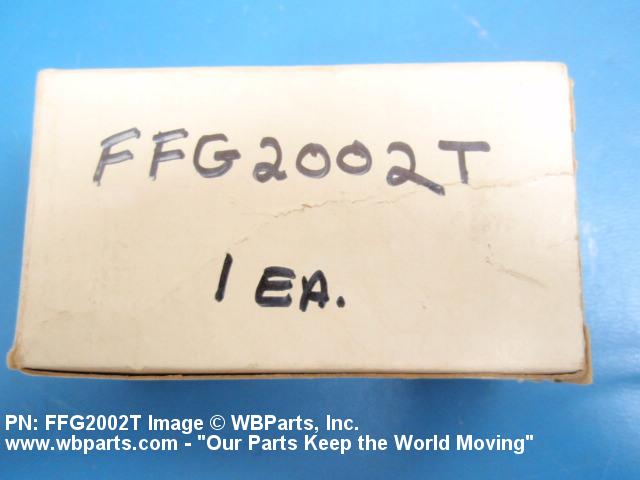 FFG2002T
1 EA.
PN: FFG2002T Image © WBParts, Inc.
www.wbparts.com - "Our Parts Keep the World Moving"